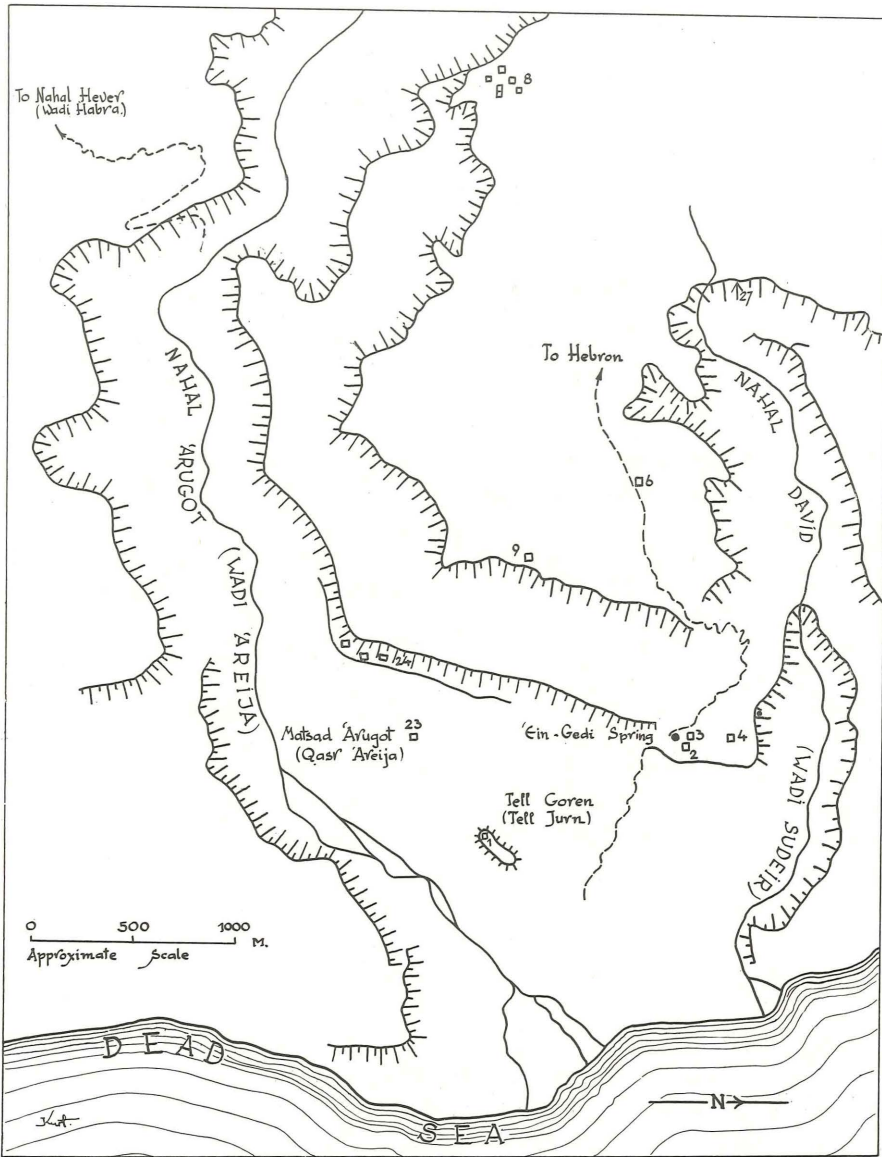 8
To Nahal Hever
(Wadi Habra.)
27
To Hebron
NAHAL
'ARUGOT
(WADI
'AREIJA)
NAHAL
DAVID
(WADI SUDEIR)
6
9
24
Matsad 'Arugot
(Qasr 'Areija)
23
'Ein-Gedi Spring
3
2
4
Tell Goren
(Tell Jurn)
0 500 1000
M.
Approximate Scale
DEAD
SEA
N